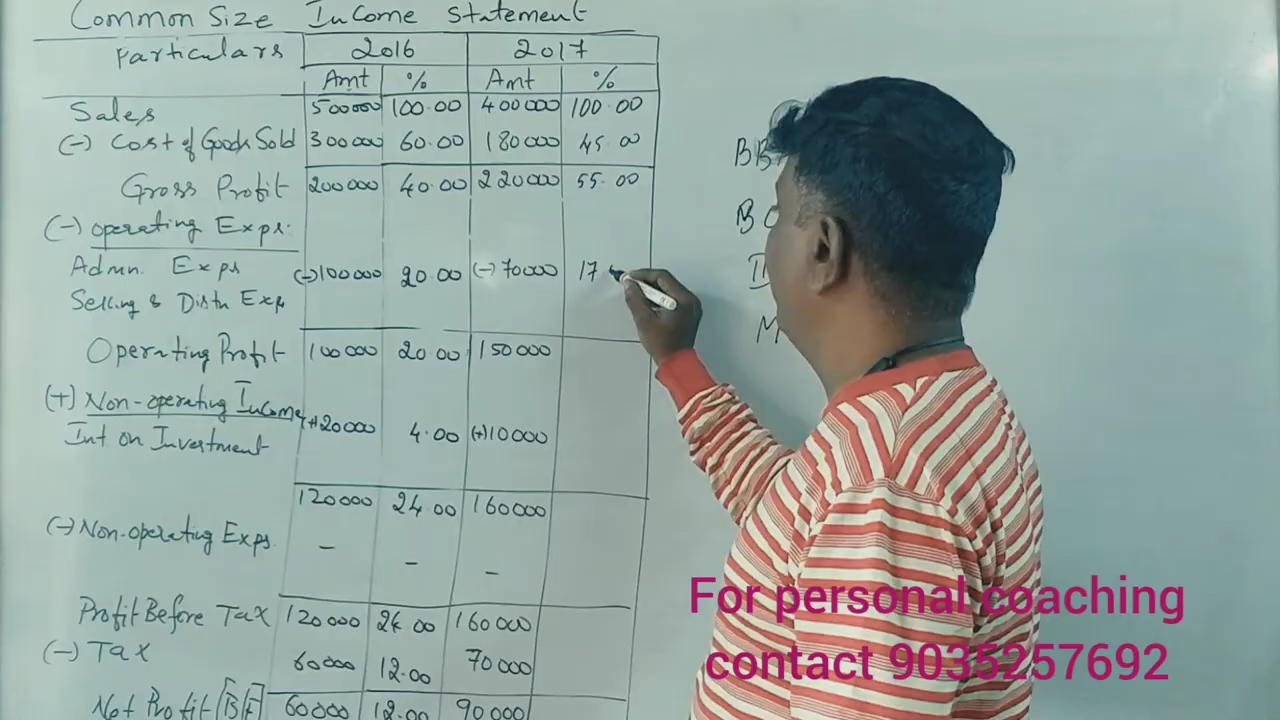 Common Size Income Statement
Particulars 2016 2017
Amt % Amt %
Sales 500000 100.00 400000 100.00
(-) Cost of Goods Sold 300000 60.00 180000 45.00
Gross Profit 200000 40.00 220000 55.00
(-) Operating Exps.
Admn. Exps (-)100000 20.00 (-)70000 17
Selling & Distn Exps
Operating Profit 100000 20.00 150000
(+) Non-operating Income
Int on Investment +20000 4.00 (+)10000
120000 24.00 160000
(-) Non-operating Exps. - - -
Profit Before Tax 120000 24.00 160000
(-) Tax 60000 12.00 70000
Net Profit [B/F] 60000 12.00 90000
BB
B
M
For personal coaching
contact 9035257692